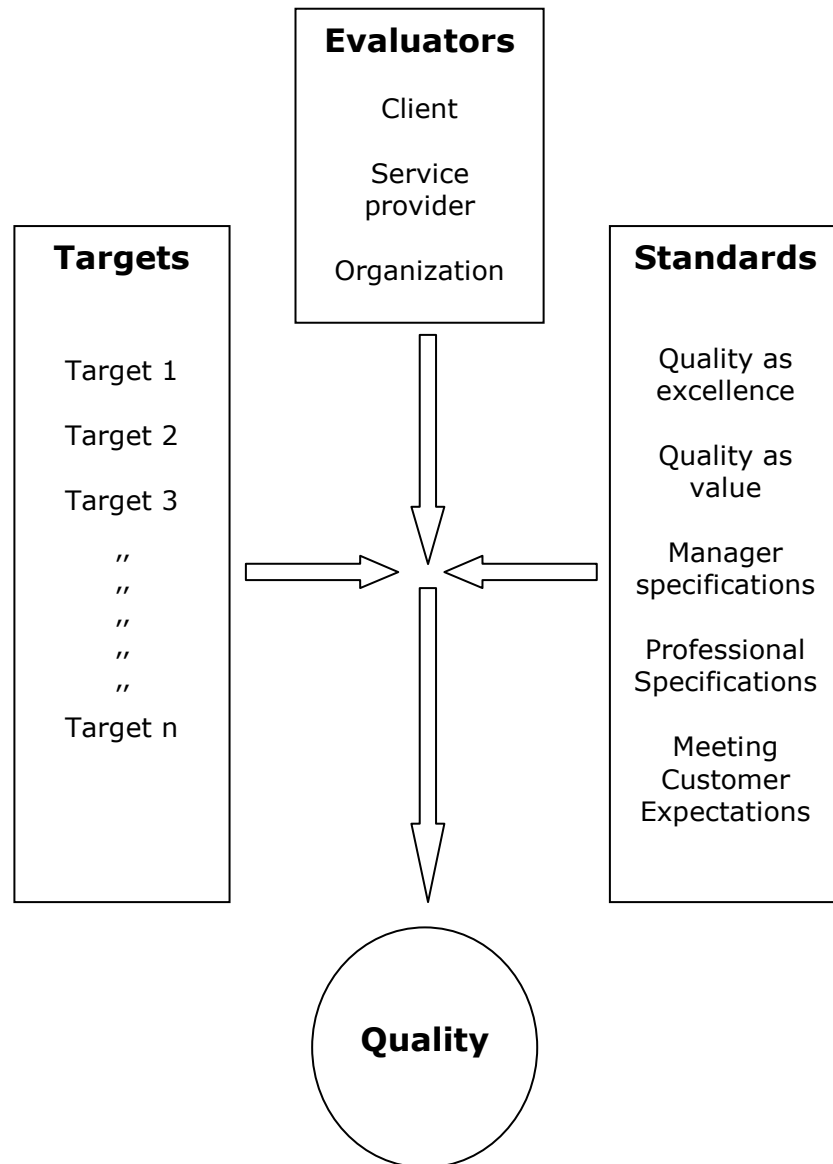 Evaluators
Client
Service
provider
Organization
Targets
Target 1
Target 2
Target 3
,,
,,
,,
,,
,,
Target n
Standards
Quality as
excellence
Quality as
value
Manager
specifications
Professional
Specifications
Meeting
Customer
Expectations
Quality